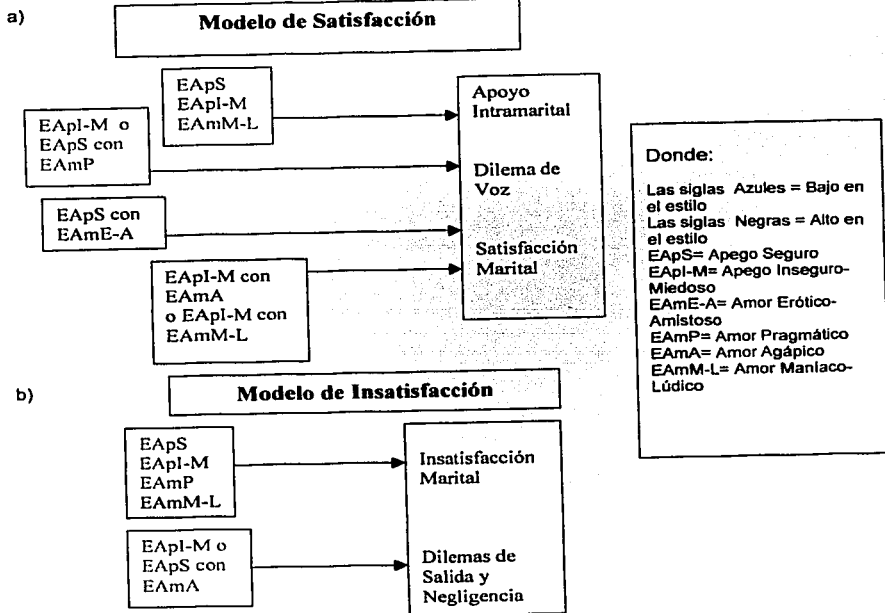 a)
Modelo de Satisfacción
EApS
EApI-M
EAmM-L
EApI-M o
EApS con
EAmP
EApS con
EAmE-A
EApI-M con
EAmA
o EApI-M con
EAmM-L
Apoyo
Intramarital
Dilema de
Voz
Satisfacción
Marital
Donde:
Las siglas Azules = Bajo en
el estilo
Las siglas Negras = Alto en
el estilo
EApS= Apego Seguro
EApI-M= Apego Inseguro-
Miedoso
EAmE-A= Amor Erótico-
Amistoso
EAmP= Amor Pragmático
EAmA= Amor Agápico
EAmM-L= Amor Maníaco-
Lúdico
b)
Modelo de Insatisfacción
EApS
EApI-M
EAmP
EAmM-L
EApI-M o
EApS con
EAmA
Insatisfacción
Marital
Dilemas de
Salida y
Negligencia